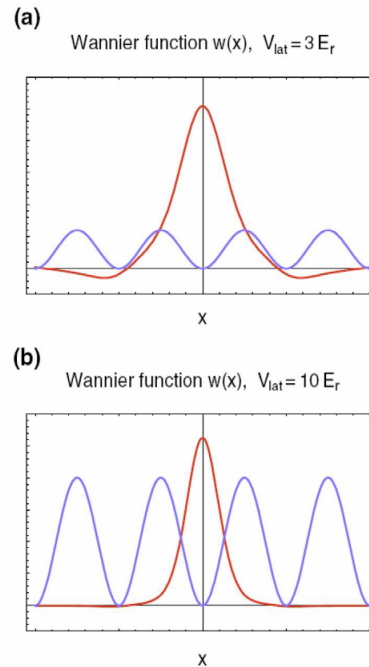 (a)
Wannier function w(x), V_lat = 3 E_r
x
(b)
Wannier function w(x), V_lat = 10 E_r
x